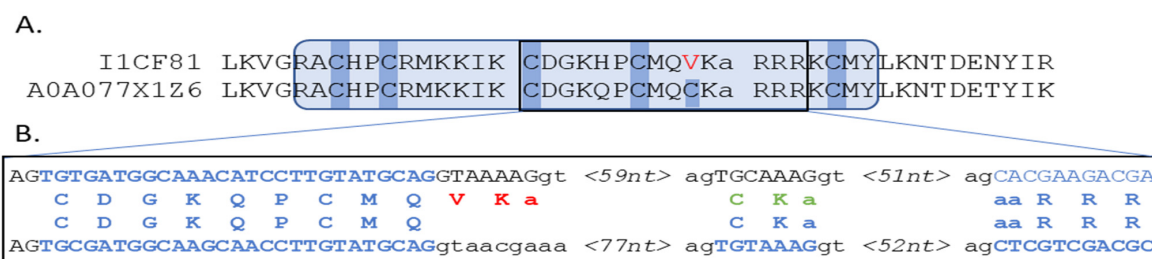 A.
I1CF81 LKVGRACHPCRMKKIK CDGKHPCMQVKa RRRKCMYLKNTDENYIR
A0A077X1Z6 LKVGRACHPCRMKKIK CDGKQPCMQCKa RRRKCMYLKNTDETYIK
B.
AGTGTGATGGCAAACATCCTTGTATGCAGGTAAAAGgt <59nt> agTGCAAAGgt <51nt> agCACGAAGACGA
C D G K Q P C M Q V K a C K a aa R R R
C D G K Q P C M Q C K a aa R R R
AGTGCGATGGCAAGCAACCTTGTATGCAGgtaacgaaa <77nt> agTGTAAAGgt <52nt> agCTCGTCGACGC